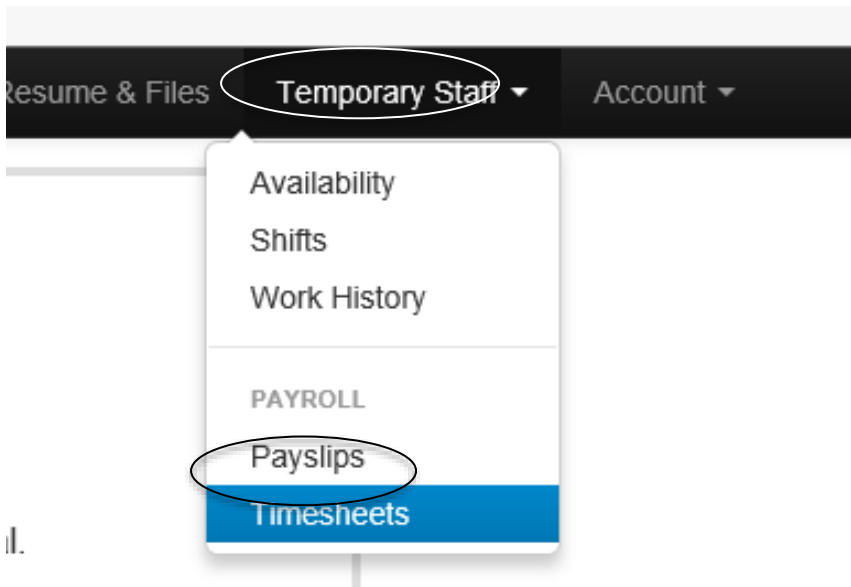 Resume & Files Temporary Staff Account
Availability
Shifts
Work History
PAYROLL
Payslips
Timesheets
l.